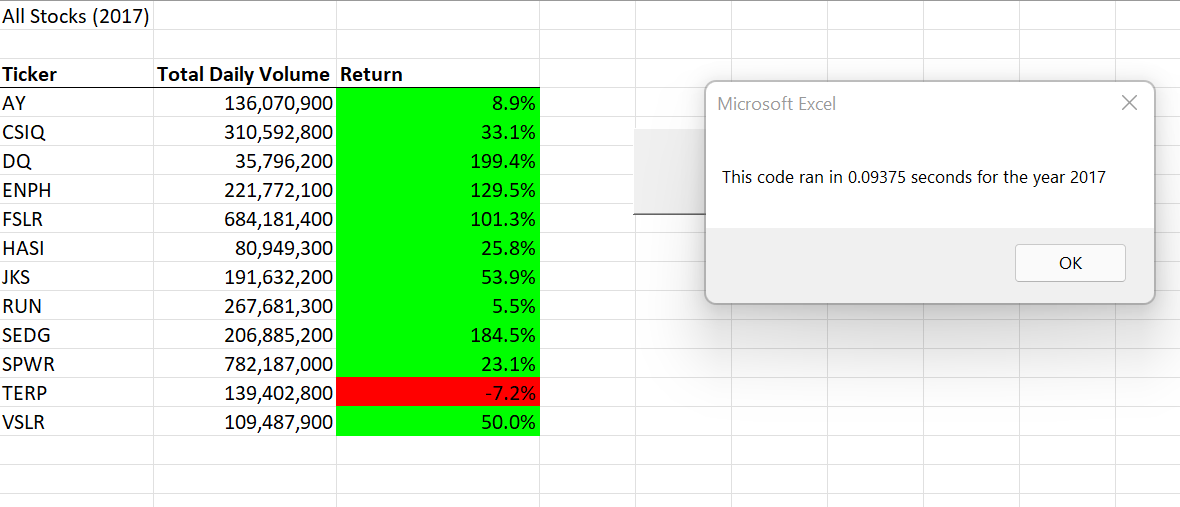 All Stocks (2017)
Ticker Total Daily Volume Return
AY 136,070,900 8.9%
CSIQ 310,592,800 33.1%
DQ 35,796,200 199.4%
ENPH 221,772,100 129.5%
FSLR 684,181,400 101.3%
HASI 80,949,300 25.8%
JKS 191,632,200 53.9%
RUN 267,681,300 5.5%
SEDG 206,885,200 184.5%
SPWR 782,187,000 23.1%
TERP 139,402,800 -7.2%
VSLR 109,487,900 50.0%
Microsoft Excel
This code ran in 0.09375 seconds for the year 2017
OK